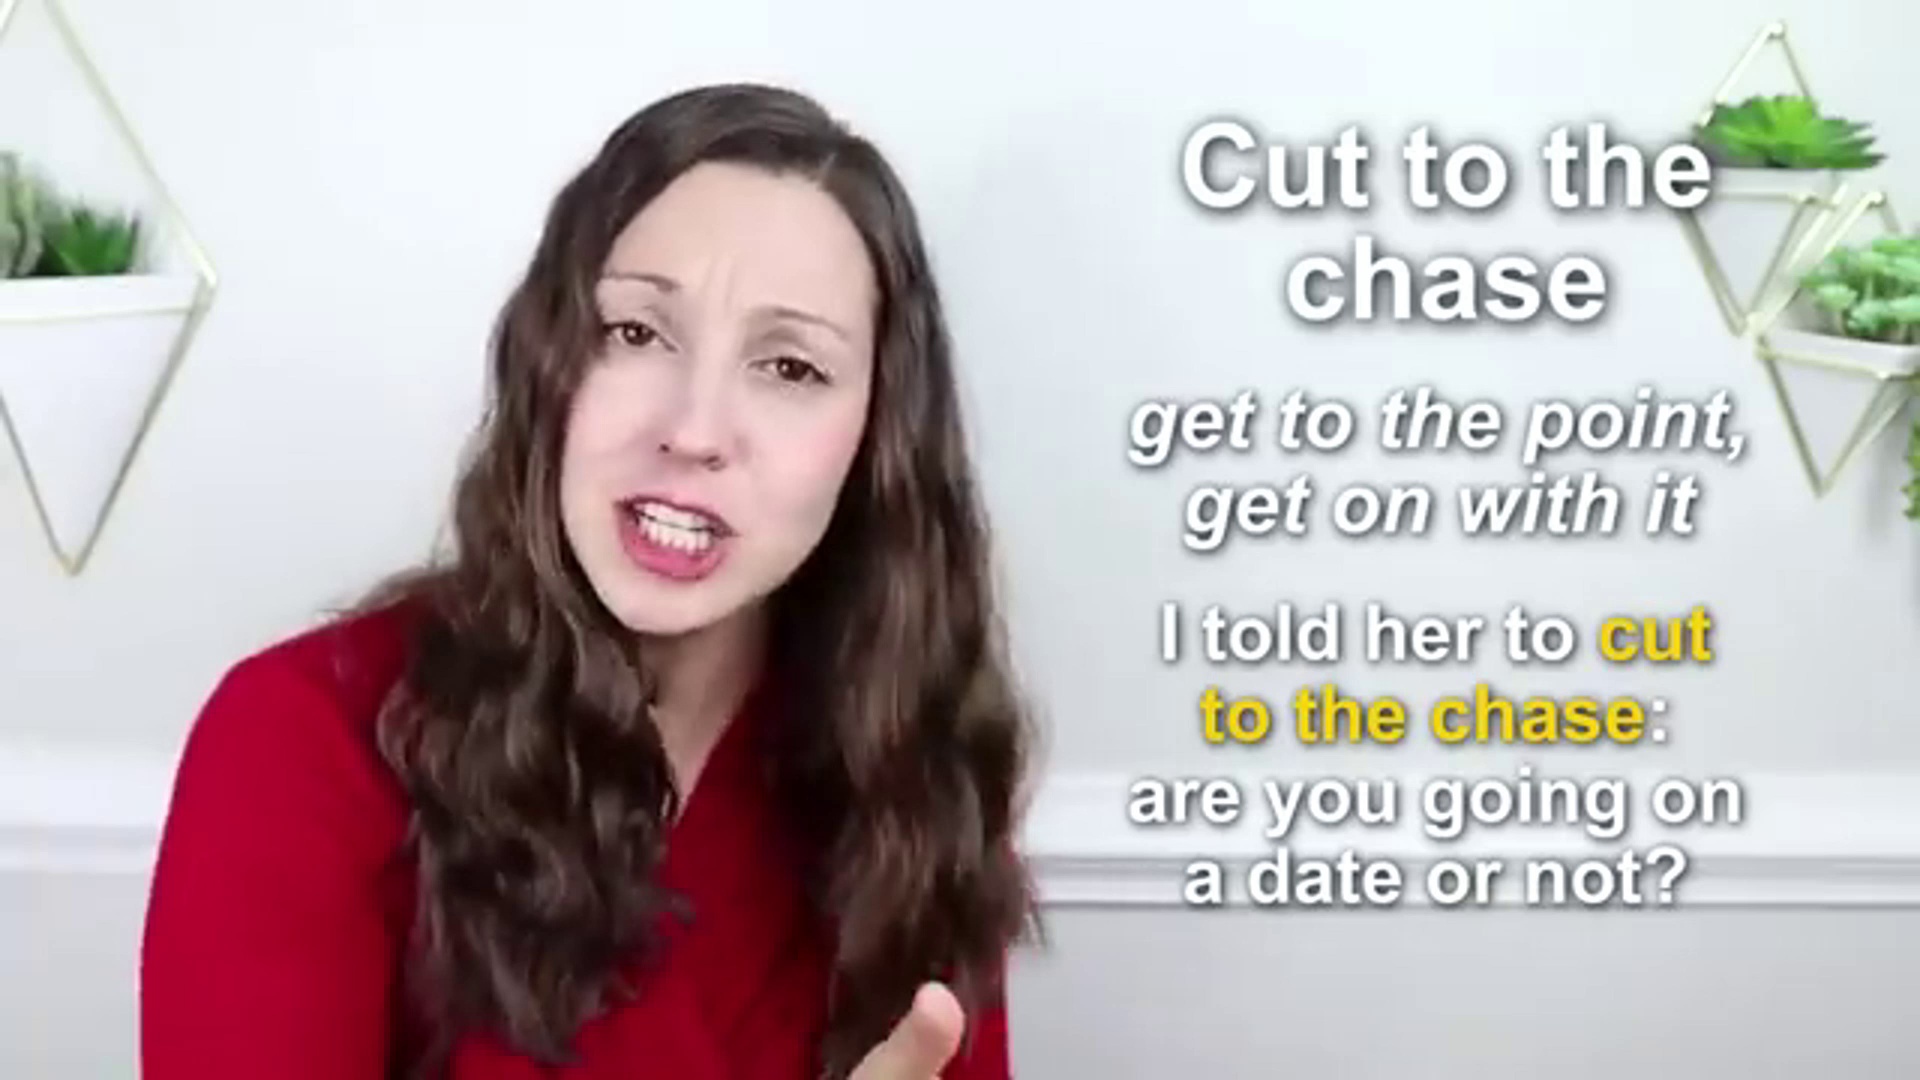 Cut to the
chase
get to the point,
get on with it
I told her to cut
to the chase:
are you going on
a date or not?